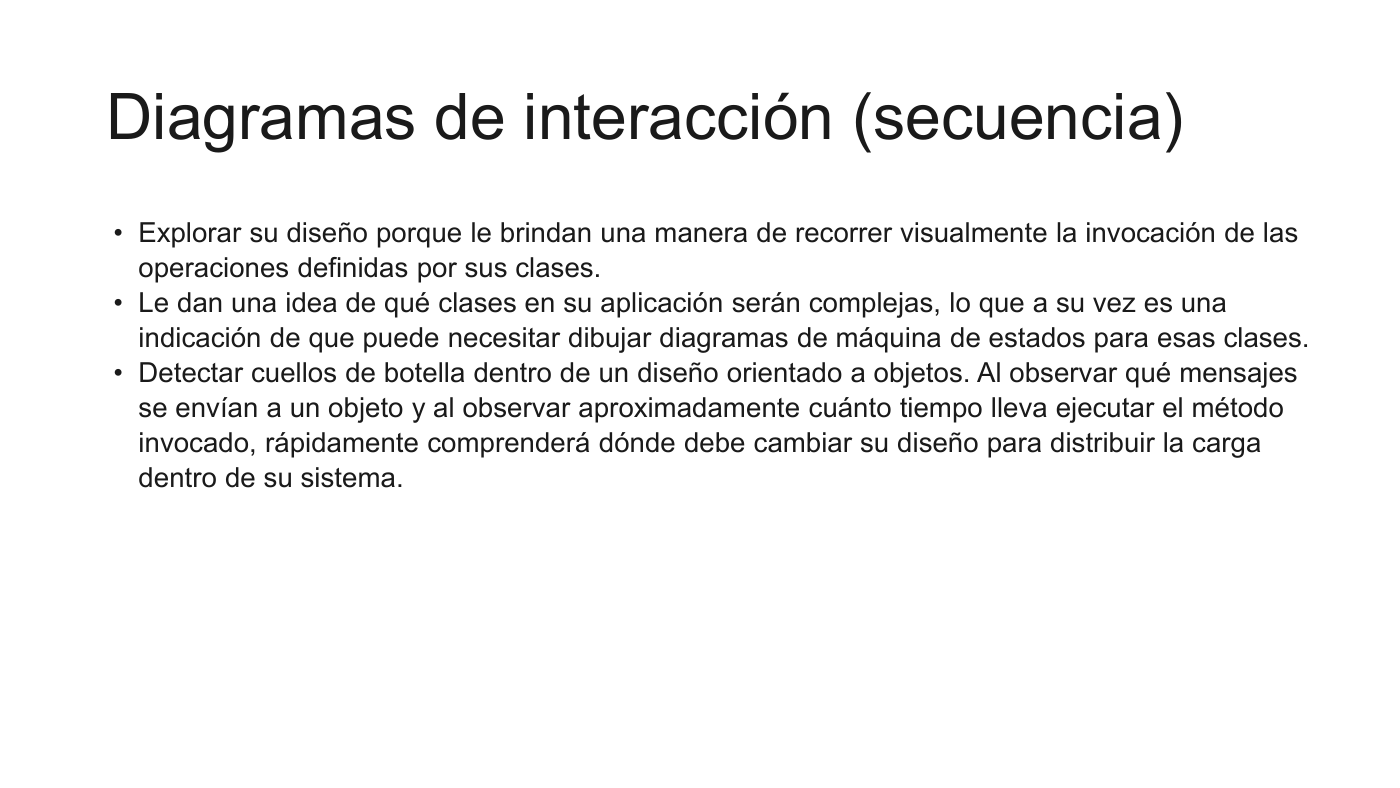 Diagramas de interacción (secuencia)
• Explorar su diseño porque le brindan una manera de recorrer visualmente la invocación de las
operaciones definidas por sus clases.
• Le dan una idea de qué clases en su aplicación serán complejas, lo que a su vez es una
indicación de que puede necesitar dibujar diagramas de máquina de estados para esas clases.
• Detectar cuellos de botella dentro de un diseño orientado a objetos. Al observar qué mensajes
se envían a un objeto y al observar aproximadamente cuánto tiempo lleva ejecutar el método
invocado, rápidamente comprenderá dónde debe cambiar su diseño para distribuir la carga
dentro de su sistema.